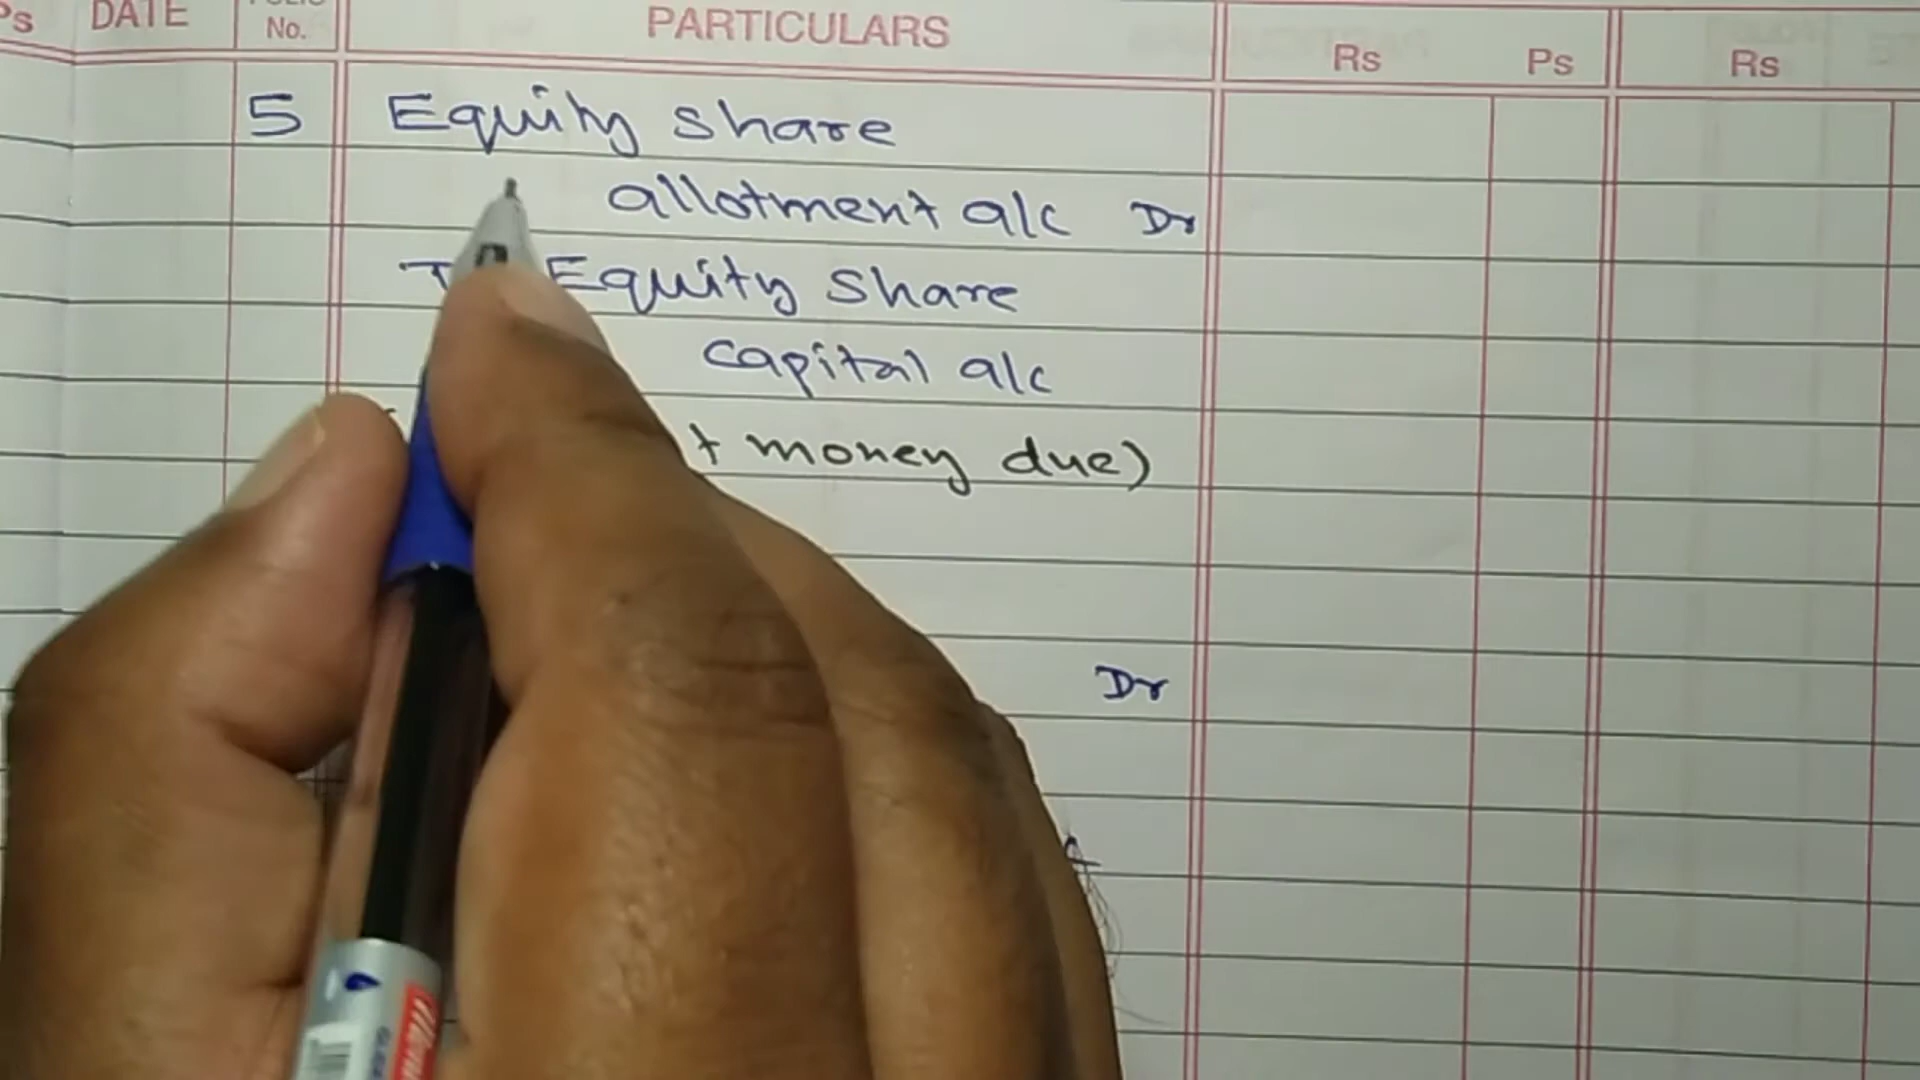 Ps DATE No. PARTICULARS Rs Ps Rs
5 Equity share
allotment a/c Dr
Equity share
capital a/c
money due)
Dr